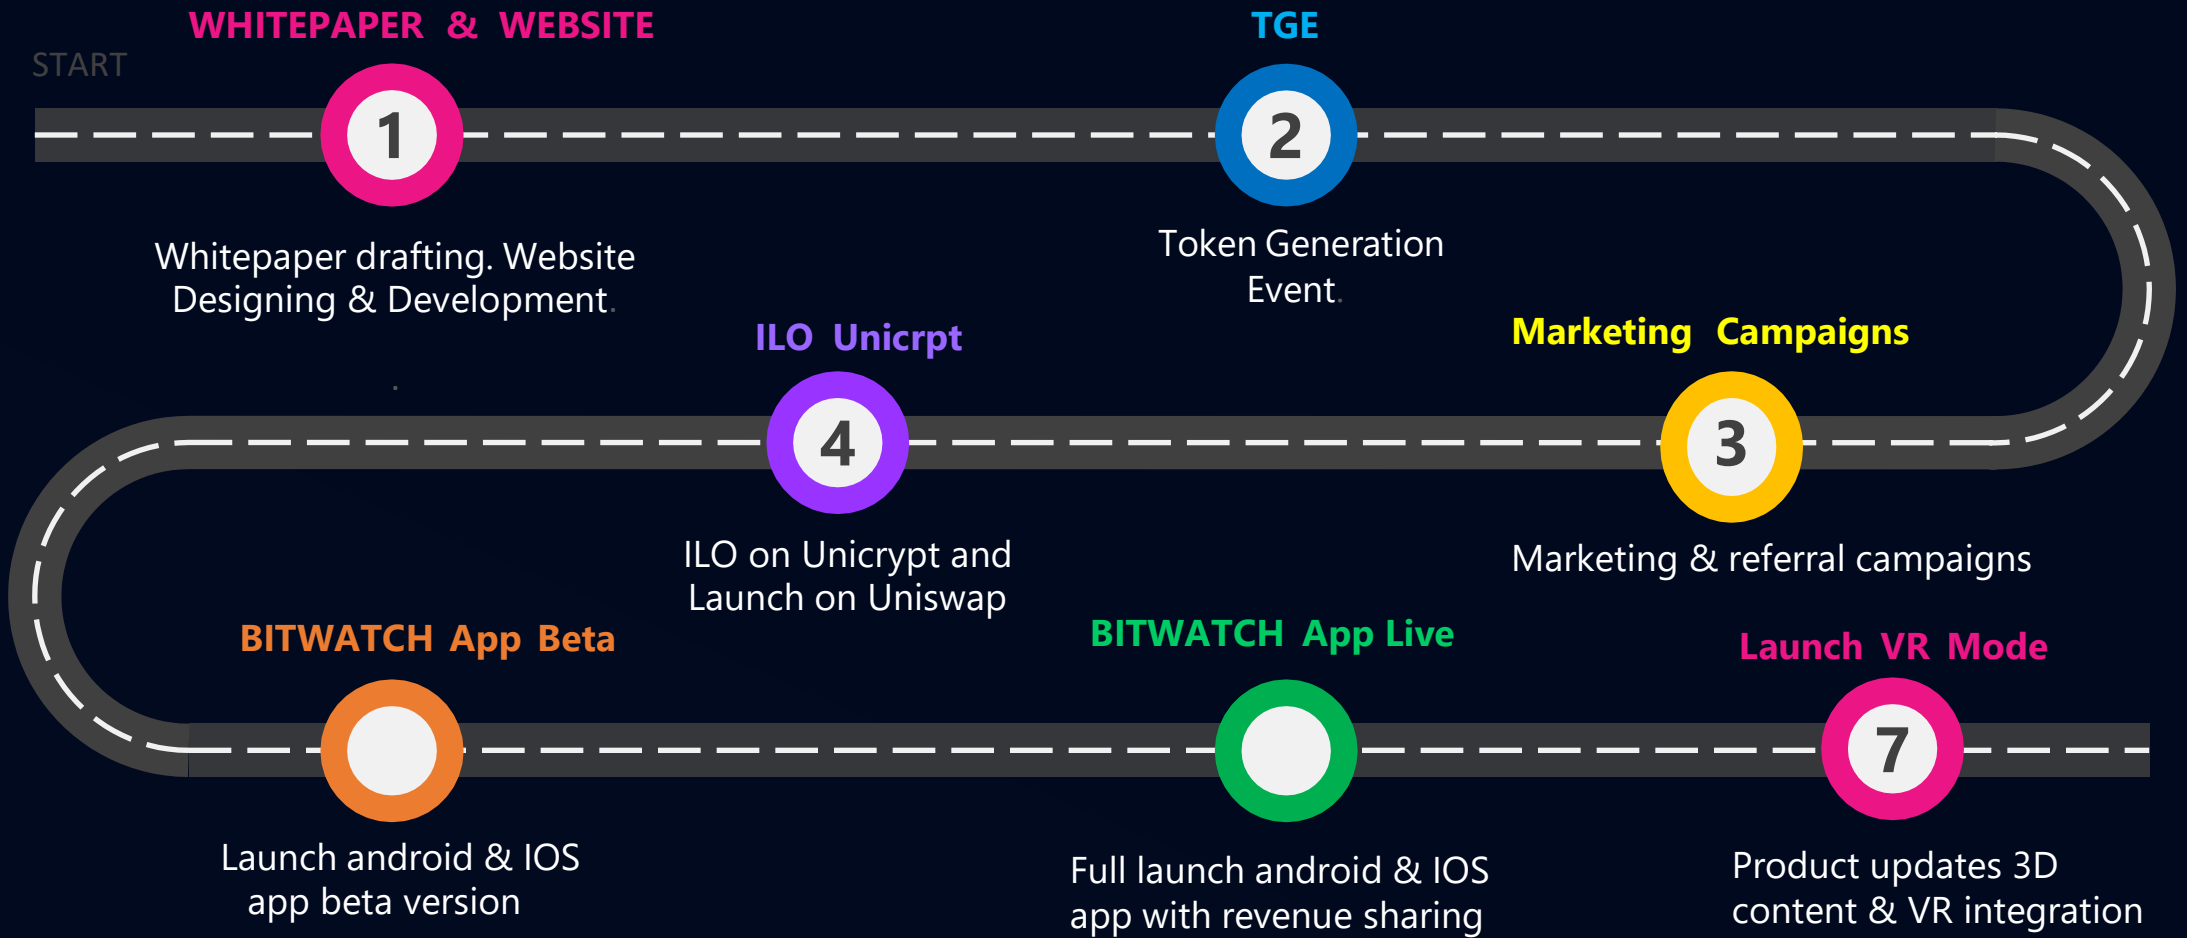 WHITEPAPER & WEBSITE
TGE
START
1
2
Whitepaper drafting. Website
Designing & Development.
Token Generation
Event.
Marketing Campaigns
ILO Unicrpt
.
3
4
Marketing & referral campaigns
ILO on Unicrypt and
Launch on Uniswap
BITWATCH App Beta
BITWATCH App Live
Launch VR Mode
7
Launch android & IOS
app beta version
Full launch android & IOS
app with revenue sharing
Product updates 3D
content & VR integration